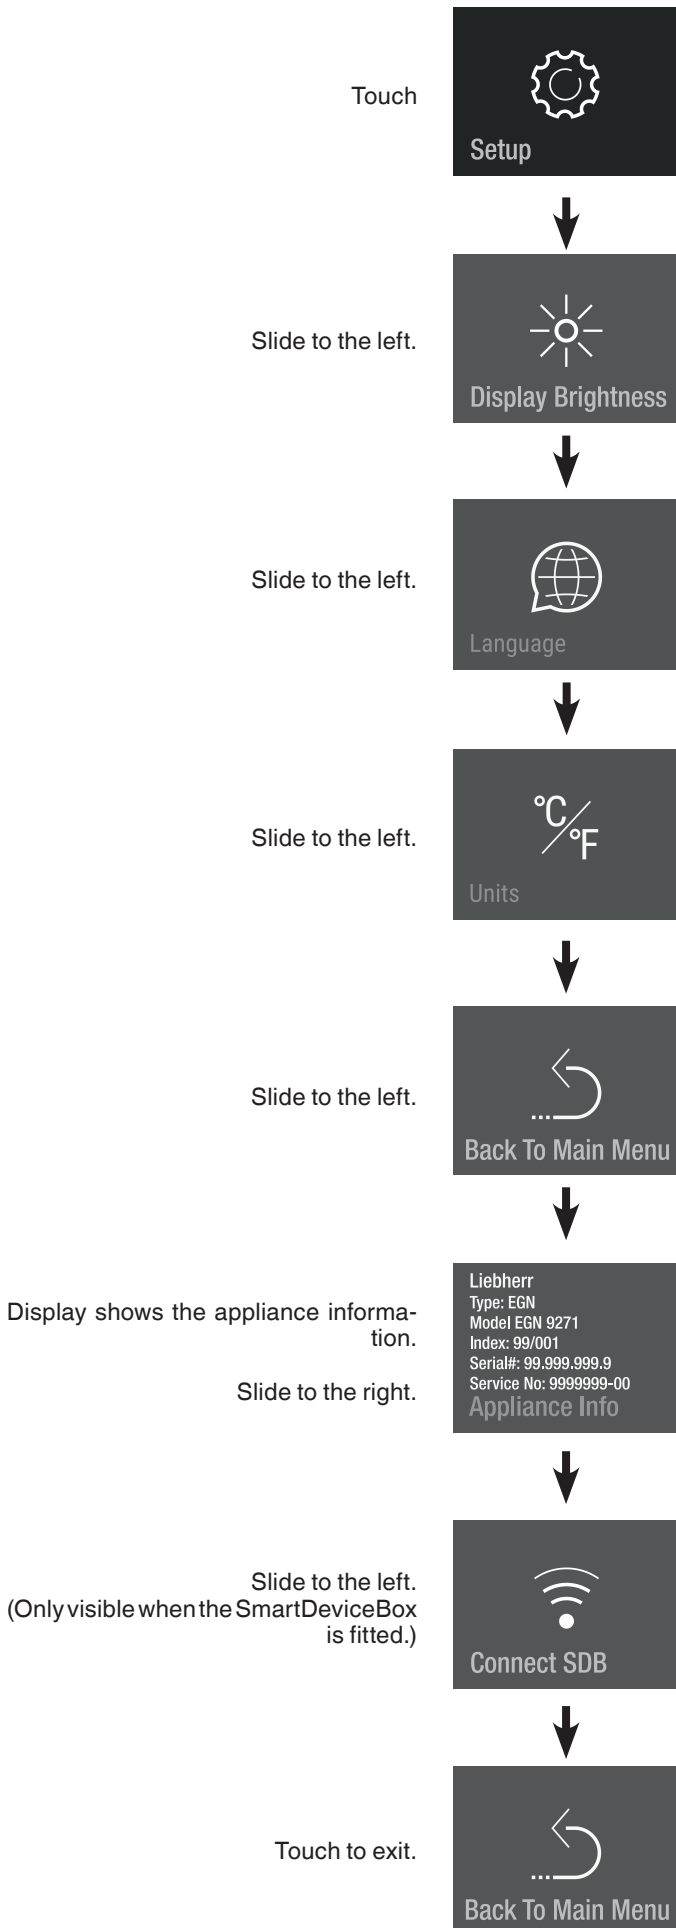 Touch
Setup
Slide to the left.
Display Brightness
Slide to the left.
Language
Slide to the left.
°C/°F
Units
Slide to the left.
Back To Main Menu
Display shows the appliance informa-
tion.
Slide to the right.
Liebherr
Type: EGN
Model EGN 9271
Index: 99/001
Serial#: 99.999.999.9
Service No: 9999999-00
Appliance Info
Slide to the left.
(Only visible when the SmartDeviceBox
is fitted.)
Connect SDB
Touch to exit.
Back To Main Menu